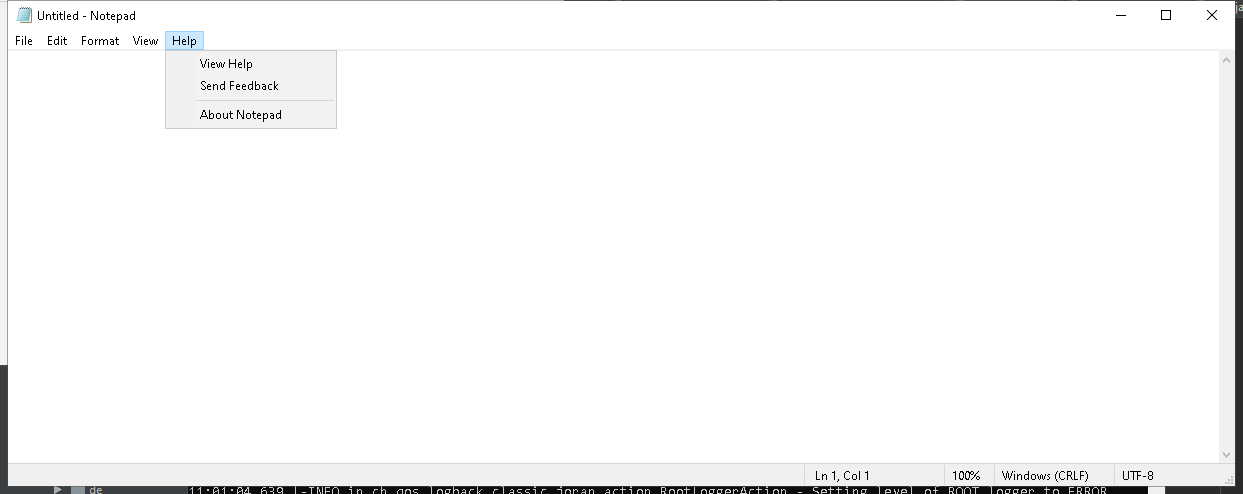 Untitled - Notepad
File Edit Format View Help
View Help
Send Feedback
About Notepad
Ln 1, Col 1 100% Windows (CRLF) UTF-8
de 11:01:04,639 |-INFO in ch.qos.logback.classic.joran.action.RootLoggerAction - Setting level of ROOT logger to ERROR